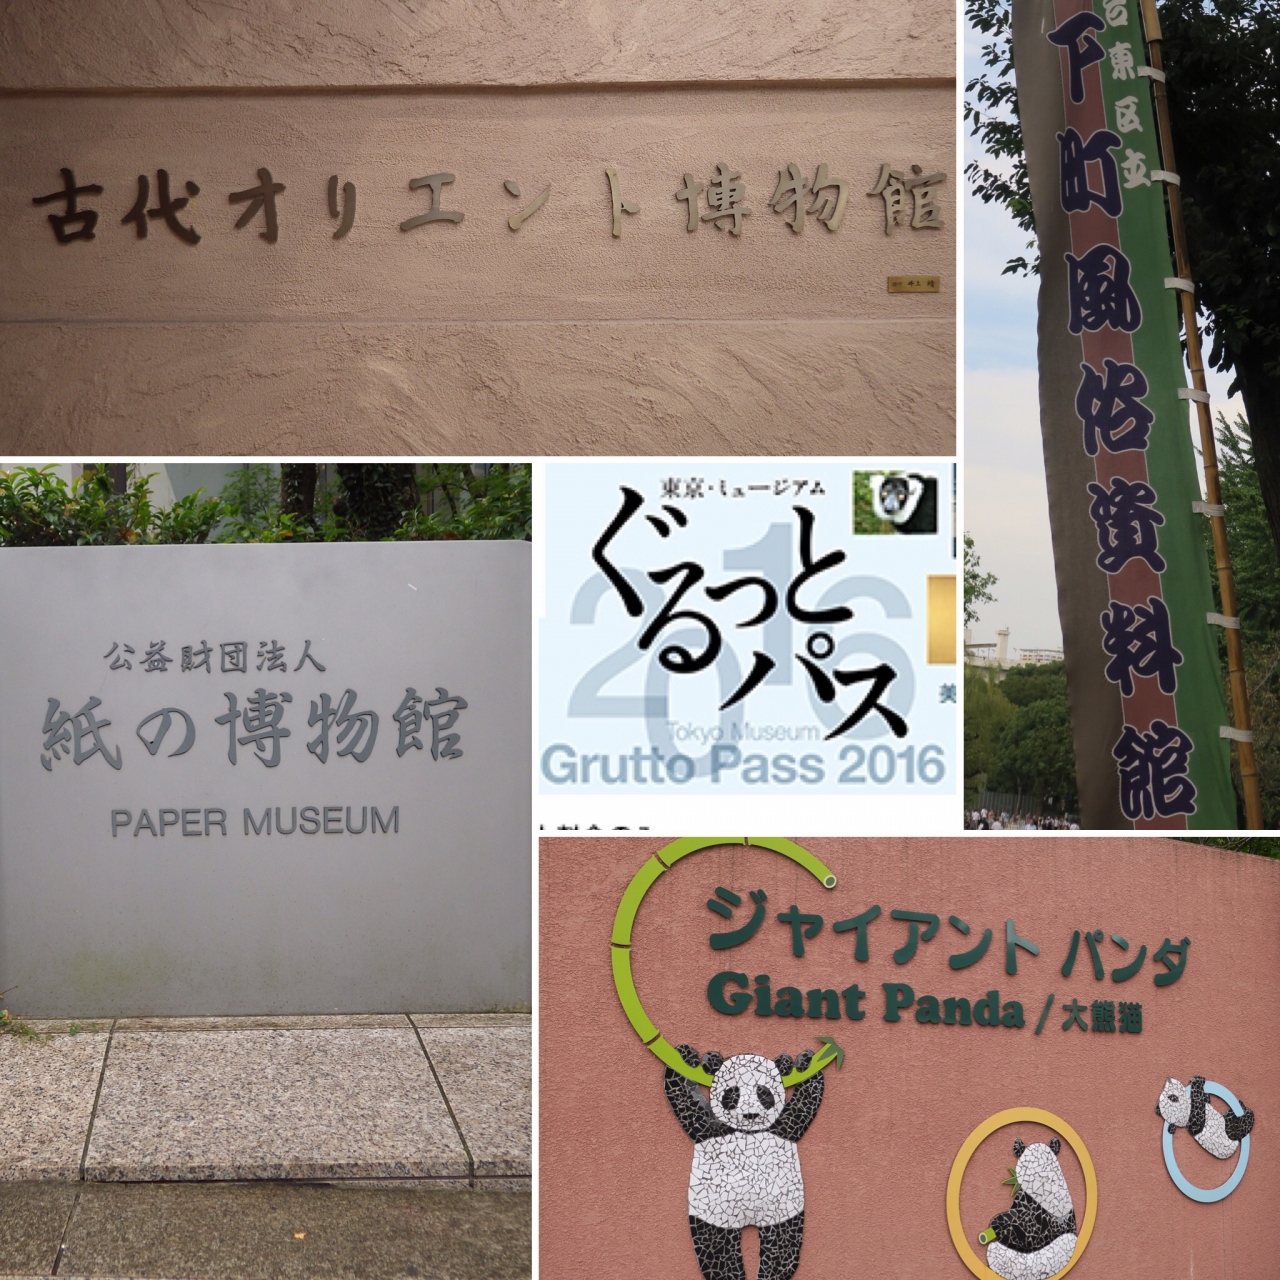 古代オリエント博物館
台東区立
下町風俗資料館
公益財団法人
紙の博物館
PAPER MUSEUM
東京・ミュージアム
ぐるっと
パス
2016
Tokyo Museum
Grutto Pass 2016
美
ジャイアント パンダ
Giant Panda / 大熊猫